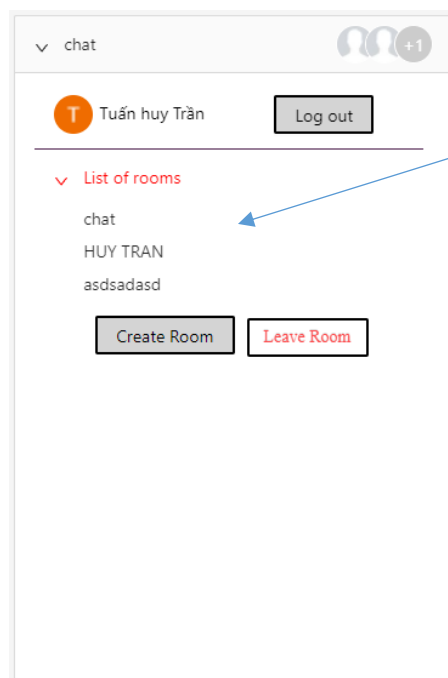 chat +1
T Tuấn huy Trần Log out
List of rooms
chat
HUY TRAN
asdsadasd
Create Room Leave Room